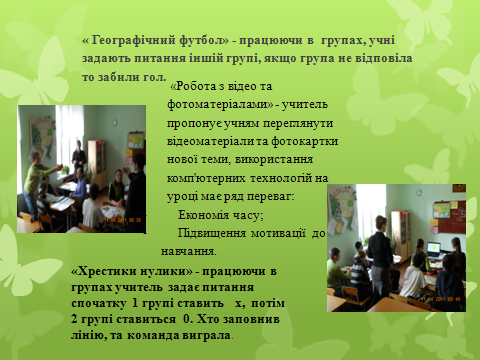 « Географічний футбол» - працюючи в групах, учні
задають питання іншій групі, якщо група не відповіла
то забили гол.
«Робота з відео та
фотоматеріалами»- учитель
пропонує учням переглянути
відеоматеріали та фотокартки
нової теми, використання
комп'ютерних технологій на
уроці має ряд переваг:
Економія часу;
Підвищення мотивації до
навчання.
«Хрестики нулики» - працюючи в
групах учитель задає питання
спочатку 1 групі ставить х, потім
2 групі ставиться 0. Хто заповнив
лінію, та команда виграла.